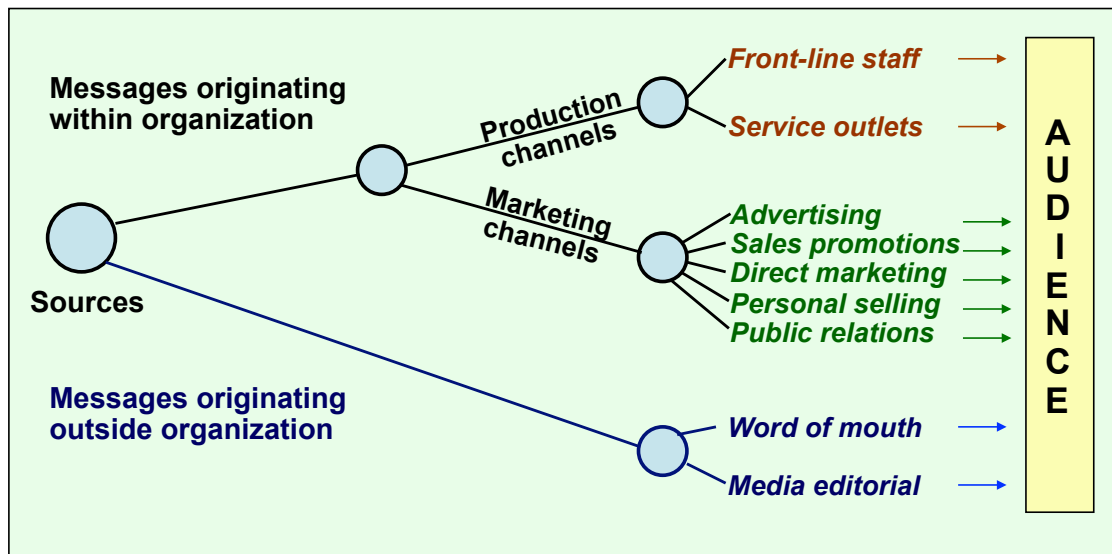 Messages originating
within organization
Production
channels
Front-line staff
Service outlets
Marketing
channels
Advertising
Sales promotions
Direct marketing
Personal selling
Public relations
Sources
Messages originating
outside organization
Word of mouth
Media editorial
A
U
D
I
E
N
C
E